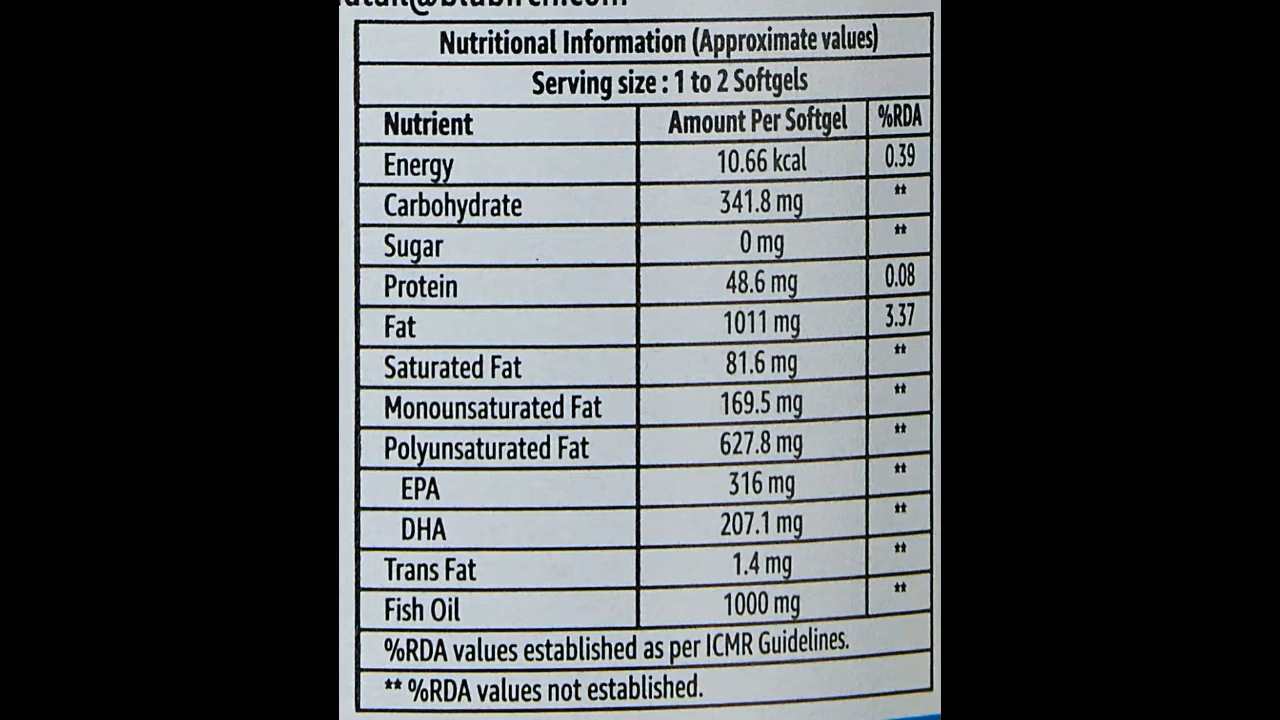 Nutritional Information (Approximate values)
Serving size : 1 to 2 Softgels
Nutrient Amount Per Softgel %RDA
Energy 10.66 kcal 0.39
Carbohydrate 341.8 mg **
Sugar 0 mg **
Protein 48.6 mg 0.08
Fat 1011 mg 3.37
Saturated Fat 81.6 mg **
Monounsaturated Fat 169.5 mg **
Polyunsaturated Fat 627.8 mg **
EPA 316 mg **
DHA 207.1 mg **
Trans Fat 1.4 mg **
Fish Oil 1000 mg **
%RDA values established as per ICMR Guidelines.
** %RDA values not established.